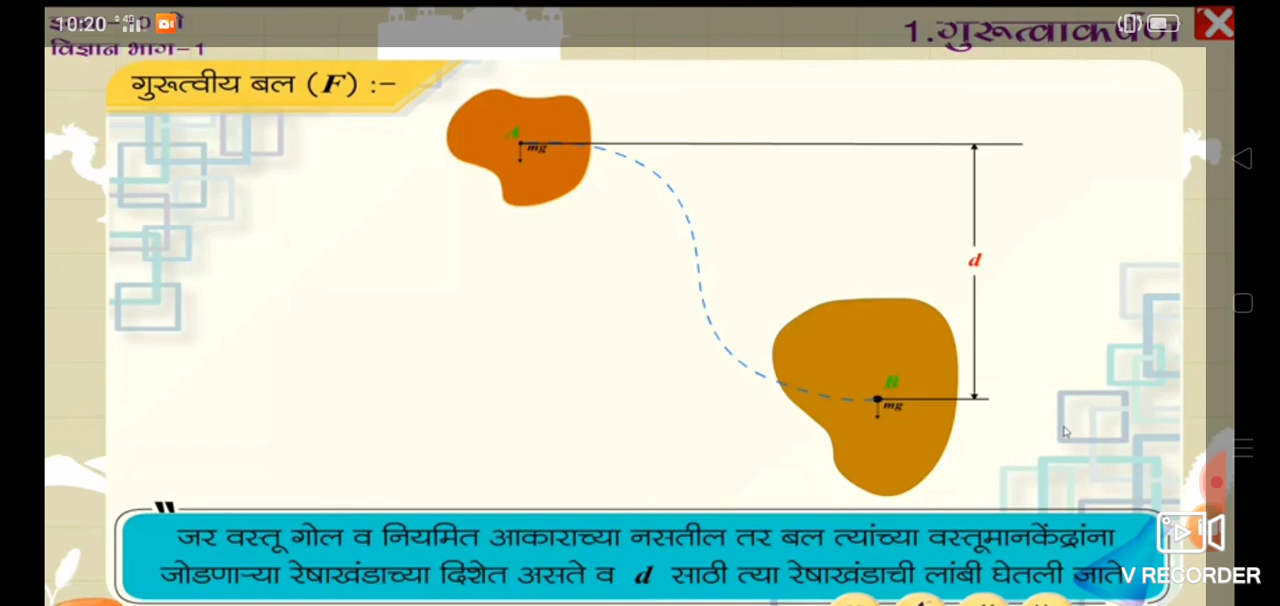 10:20
विज्ञान भाग-1
1.गुरूत्वाकर्षण
गुरूत्वीय बल (F) :-
A
mg
d
B
mg
जर वस्तू गोल व नियमित आकाराच्या नसतील तर बल त्यांच्या वस्तूमानकेंद्रांना
जोडणाऱ्या रेषाखंडाच्या दिशेत असते व d साठी त्या रेषाखंडाची लांबी घेतली जाते
V RECORDER